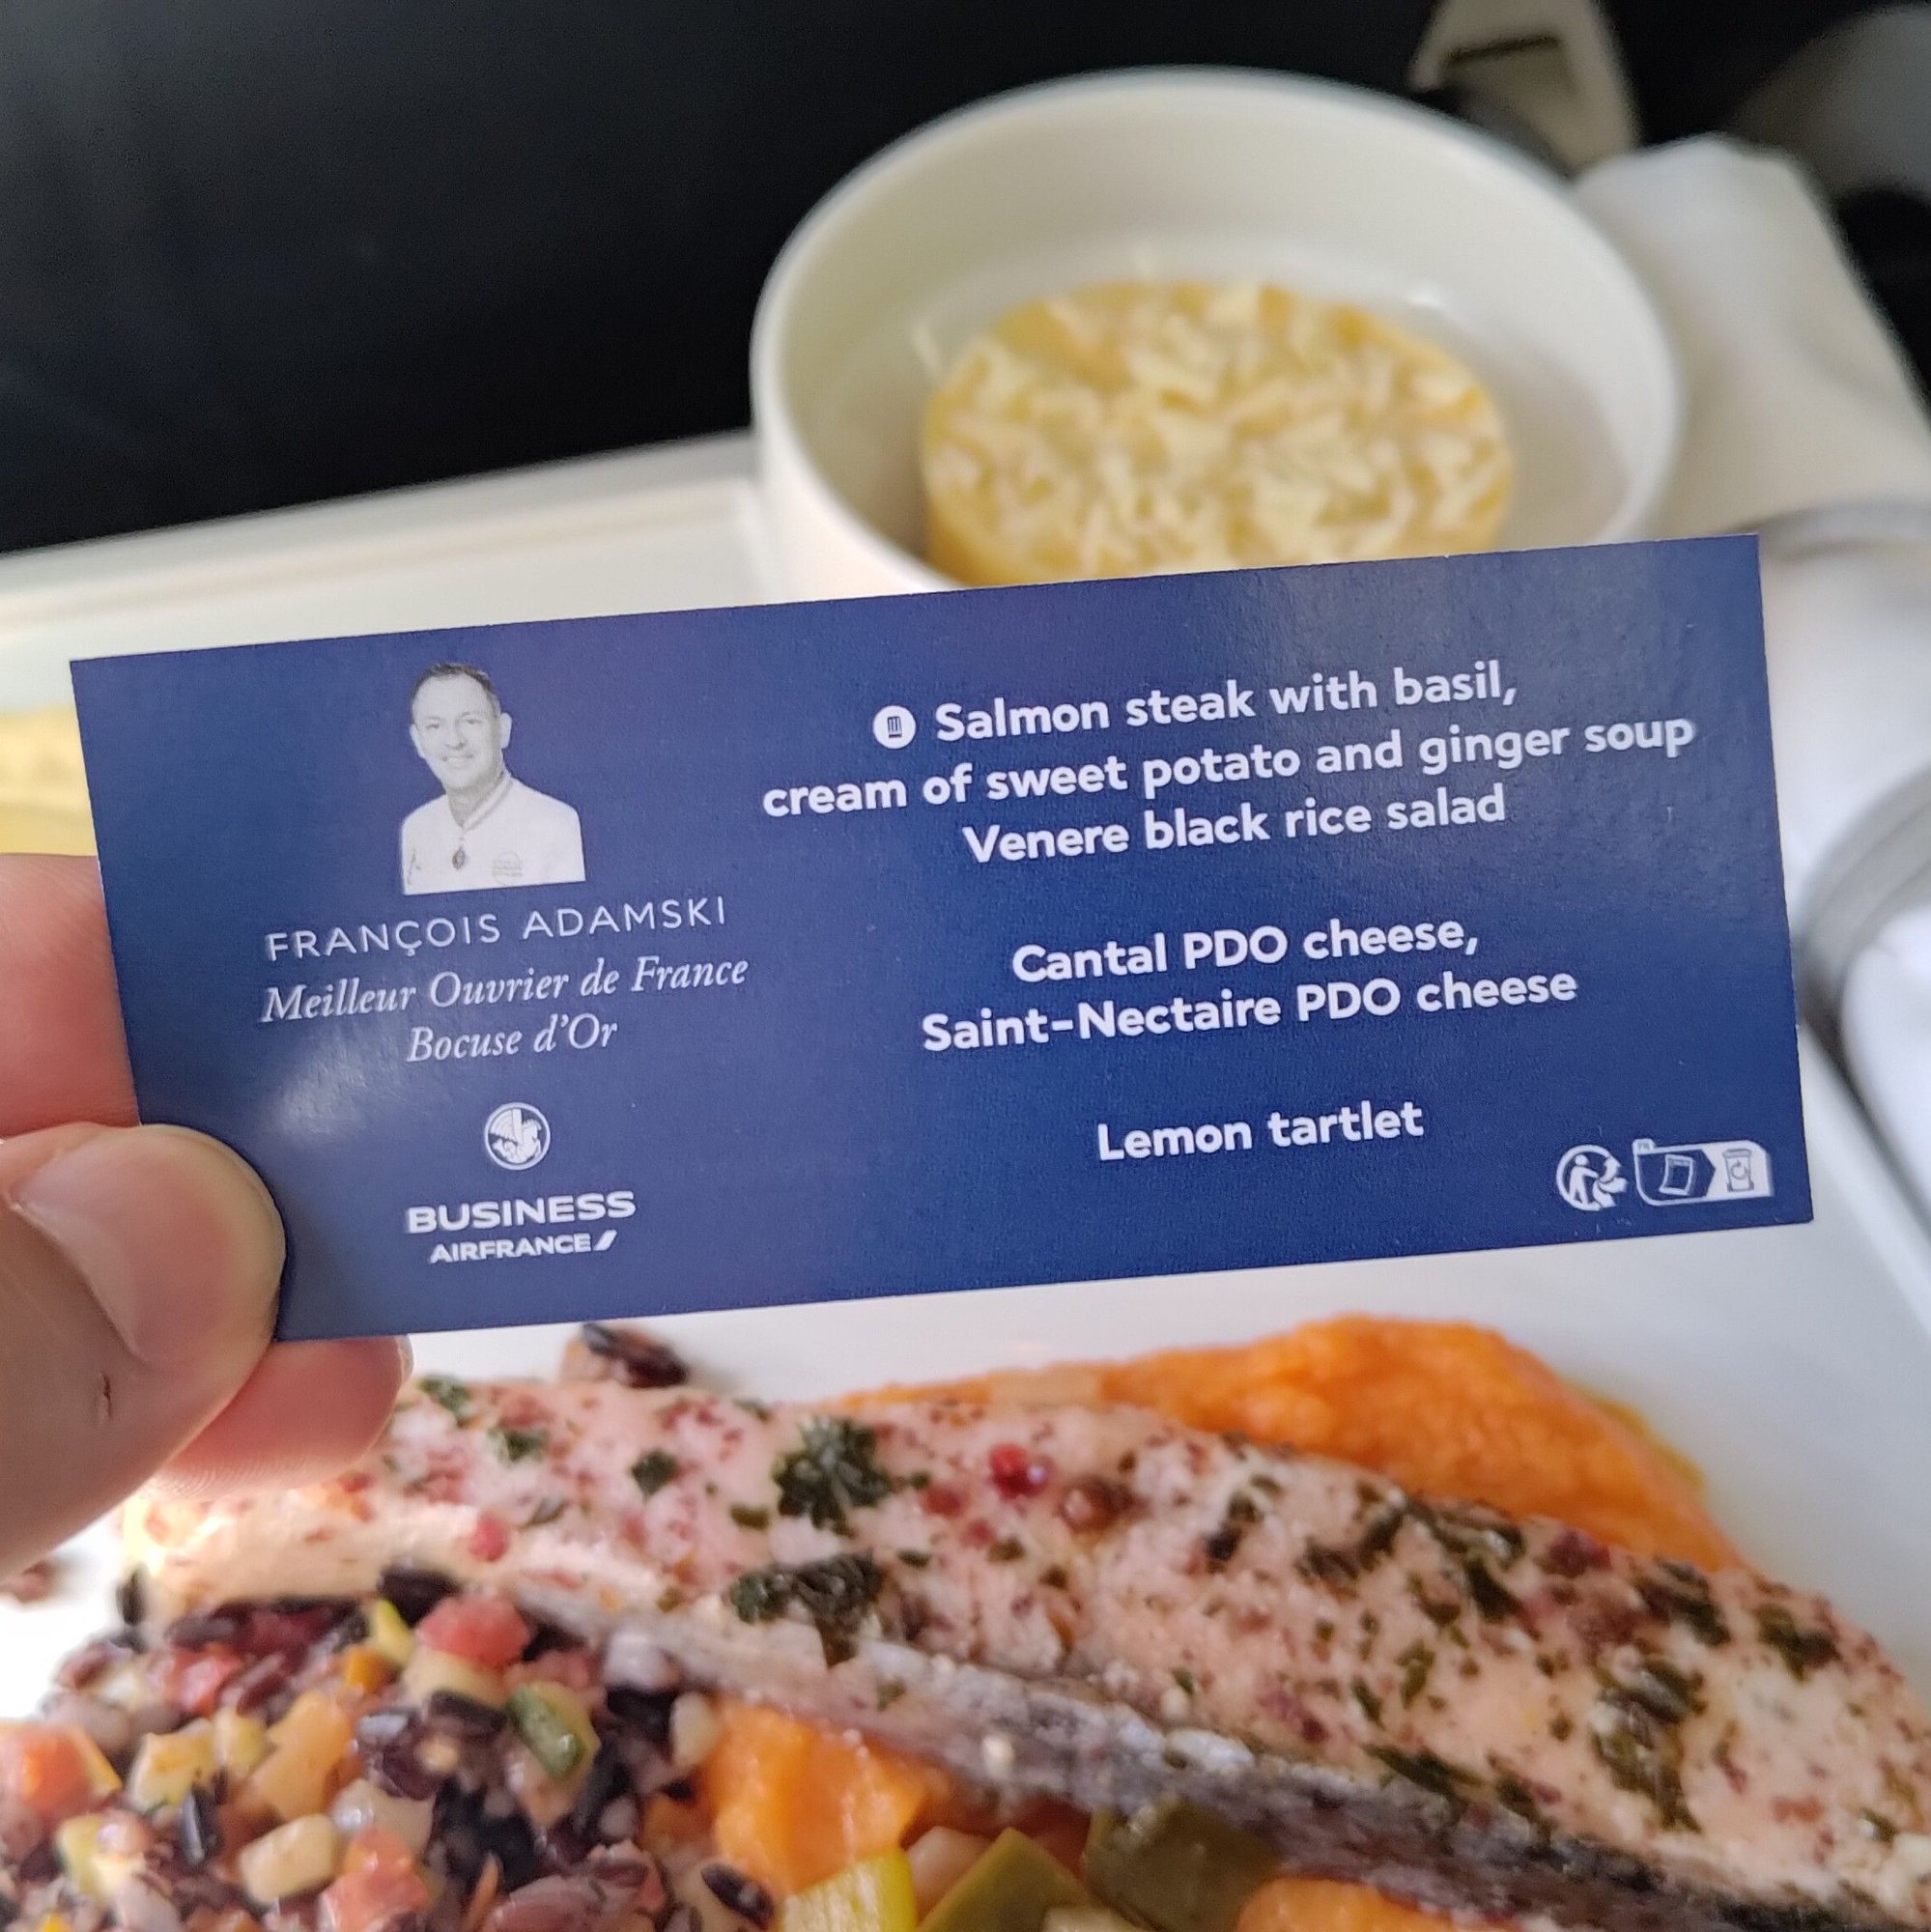 FRANÇOIS ADAMSKI
Meilleur Ouvrier de France
Bocuse d'Or
BUSINESS
AIRFRANCE
Salmon steak with basil,
cream of sweet potato and ginger soup
Venere black rice salad
Cantal PDO cheese,
Saint-Nectaire PDO cheese
Lemon tartlet